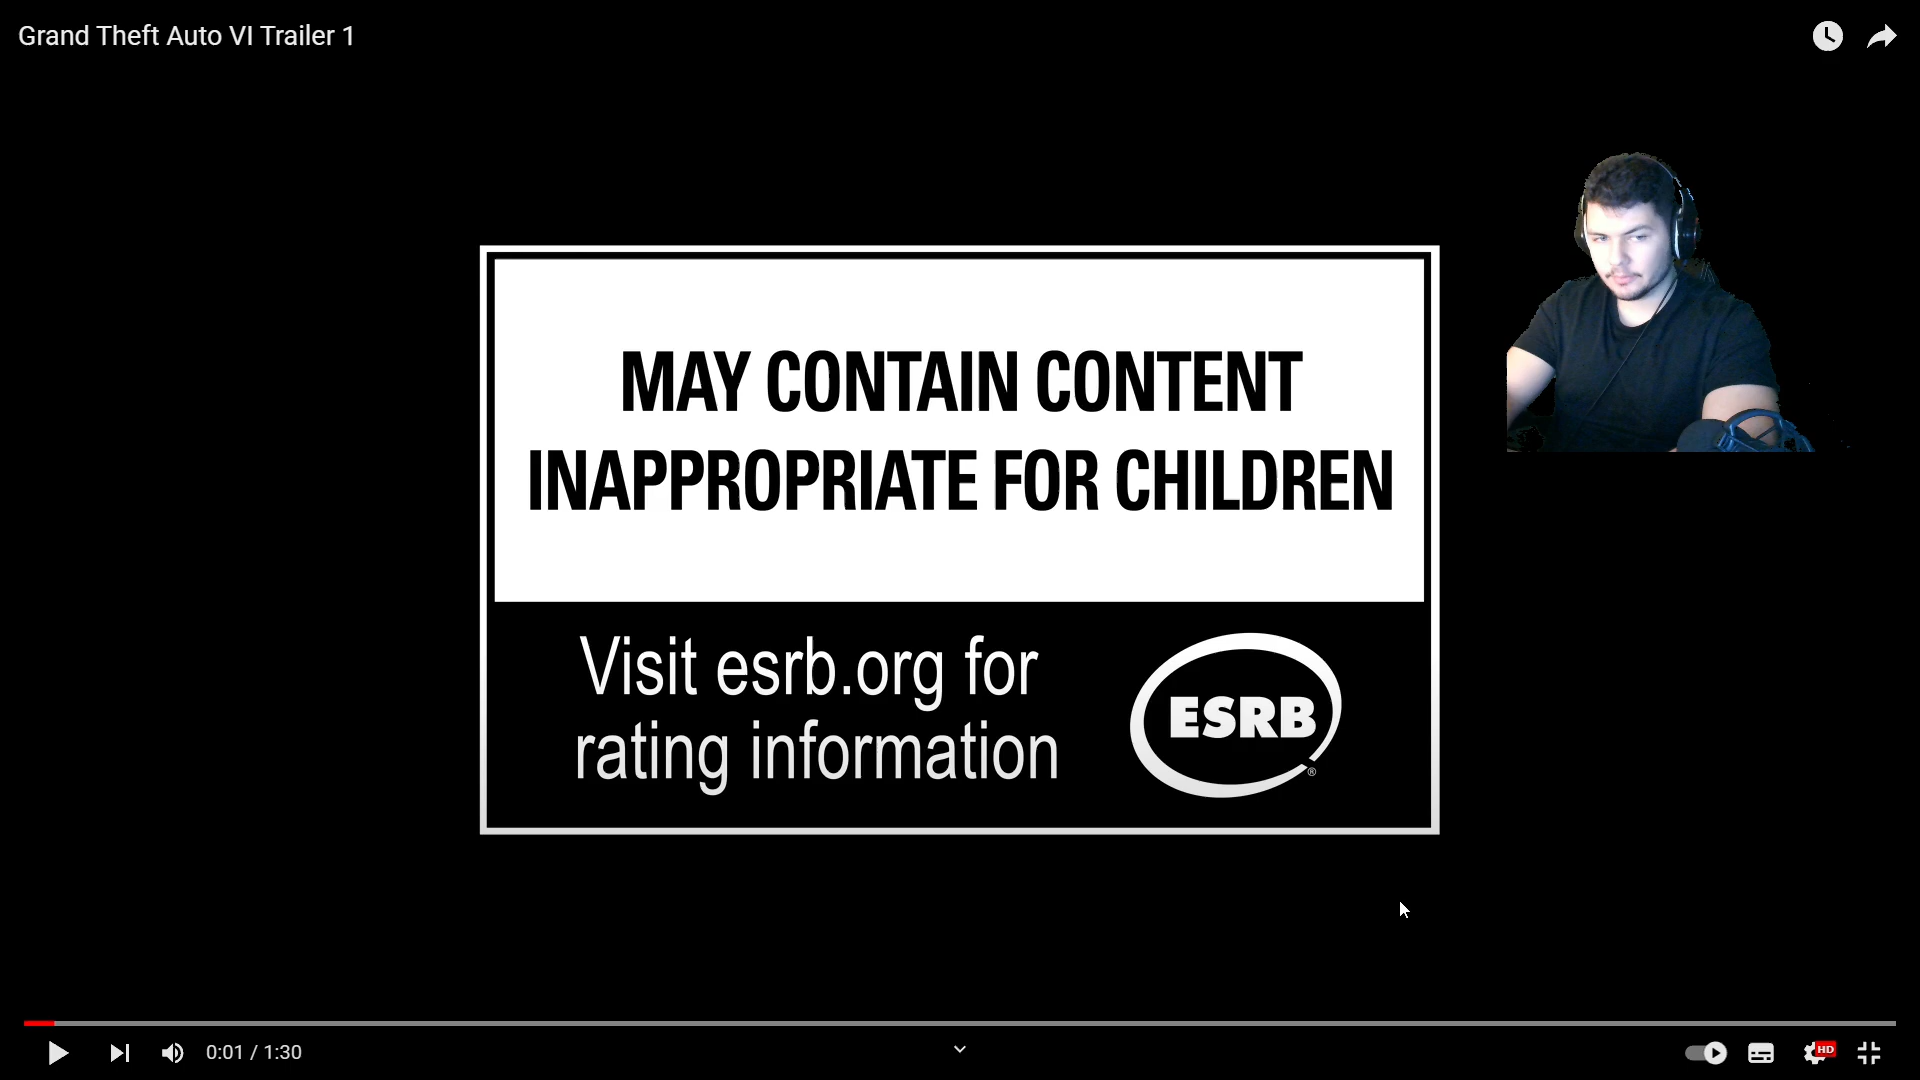 Grand Theft Auto VI Trailer 1
MAY CONTAIN CONTENT
INAPPROPRIATE FOR CHILDREN
Visit esrb.org for
rating information
ESRB
®
0:01 / 1:30
HD